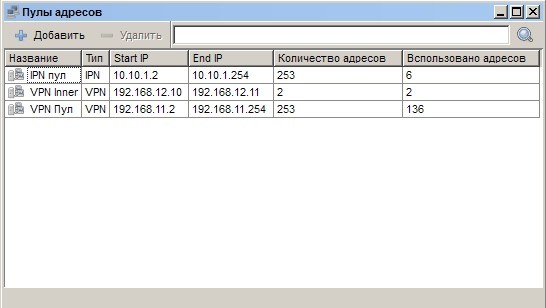 Пулы адресов
Добавить Удалить
Название Тип Start IP End IP Количество адресов Вспользовано адресов
IPN пул IPN 10.10.1.2 10.10.1.254 253 6
VPN Inner VPN 192.168.12.10 192.168.12.11 2 2
VPN Пул VPN 192.168.11.2 192.168.11.254 253 136